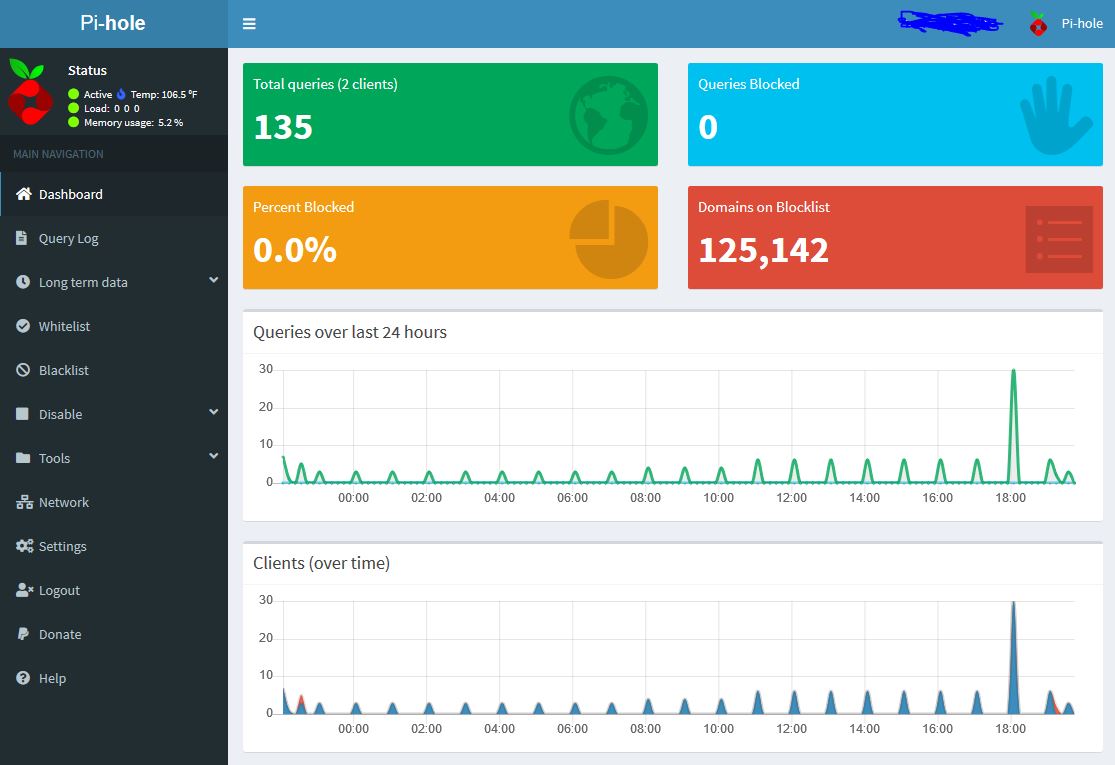 Pi-hole
Pi-hole
Status
Active Temp: 106.5 °F
Load: 0 0 0
Memory usage: 5.2 %
MAIN NAVIGATION
Dashboard
Query Log
Long term data
Whitelist
Blacklist
Disable
Tools
Network
Settings
Logout
Donate
Help
Total queries (2 clients)
135
Queries Blocked
0
Percent Blocked
0.0%
Domains on Blocklist
125,142
Queries over last 24 hours
30
20
10
0
00:00 02:00 04:00 06:00 08:00 10:00 12:00 14:00 16:00 18:00
Clients (over time)
30
20
10
0
00:00 02:00 04:00 06:00 08:00 10:00 12:00 14:00 16:00 18:00